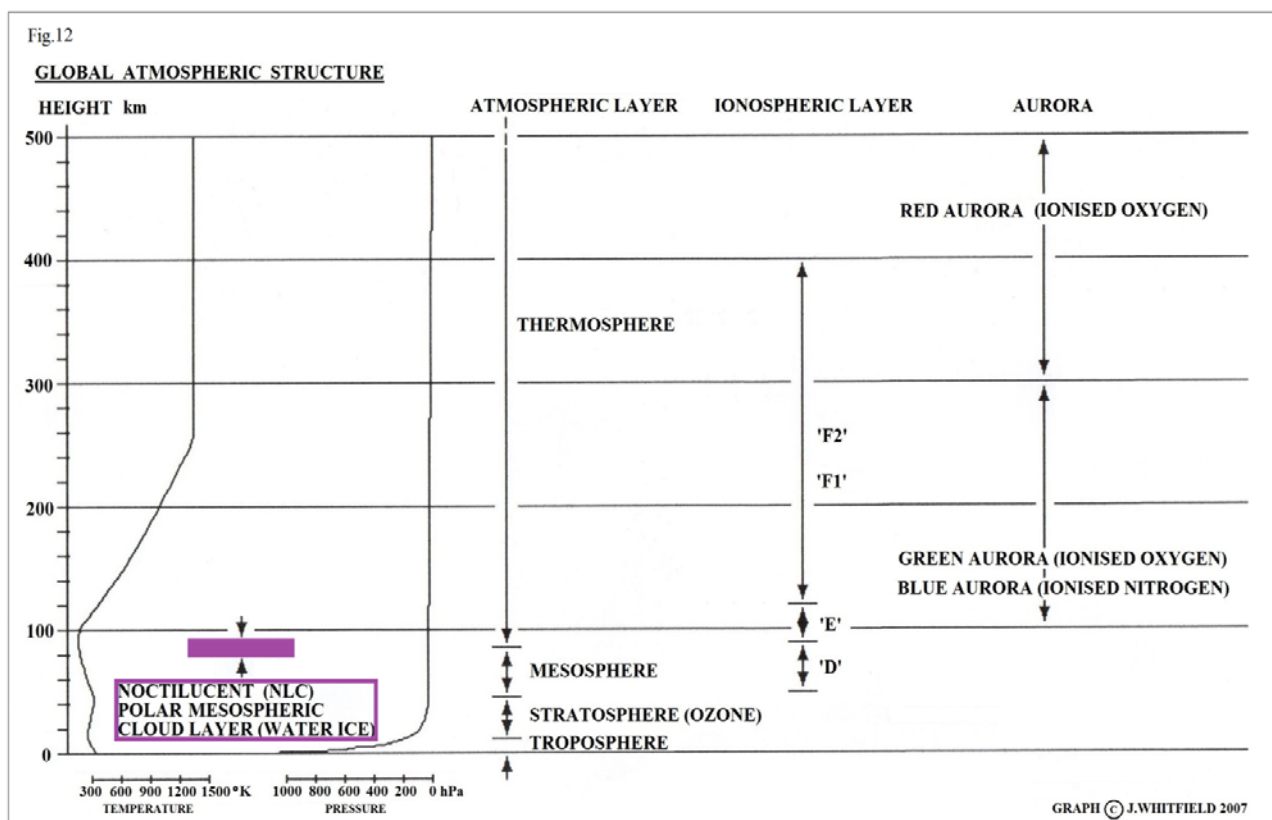 Fig.12
GLOBAL ATMOSPHERIC STRUCTURE
HEIGHT km
ATMOSPHERIC LAYER
IONOSPHERIC LAYER
AURORA
500
RED AURORA (IONISED OXYGEN)
400
THERMOSPHERE
300
'F2'
'F1'
200
GREEN AURORA (IONISED OXYGEN)
BLUE AURORA (IONISED NITROGEN)
100
'E'
'D'
MESOSPHERE
NOCTILUCENT (NLC)
POLAR MESOSPHERIC
CLOUD LAYER (WATER ICE)
STRATOSPHERE (OZONE)
TROPOSPHERE
0
300 600 900 1200 1500 °K
TEMPERATURE
1000 800 600 400 200 0 hPa
PRESSURE
GRAPH © J.WHITFIELD 2007